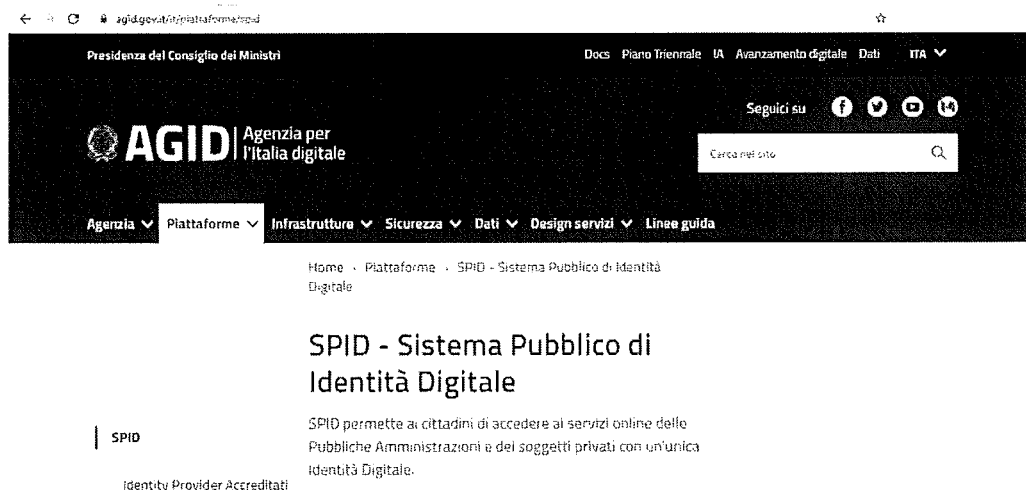 agid.gov.it/it/piattaforme/spid
Presidenza del Consiglio dei Ministri
Docs Piano Triennale IA Avanzamento digitale Dati ITA
Seguici su
AGID Agenzia per
l'Italia digitale
Cerca nel sito
Agenzia Piattaforme Infrastrutture Sicurezza Dati Design servizi Linee guida
Home › Piattaforme › SPID - Sistema Pubblico di Identità
Digitale
SPID - Sistema Pubblico di
Identità Digitale
SPID permette ai cittadini di accedere ai servizi online delle
Pubbliche Amministrazioni e dei soggetti privati con un'unica
Identità Digitale.
SPID
Identity Provider Accreditati